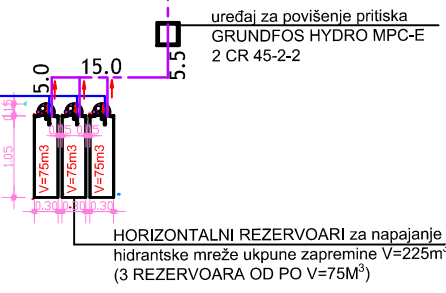 uređaj za povišenje pritiska
GRUNDFOS HYDRO MPC-E
2 CR 45-2-2
5.0
15.0
5.5
1.05
V=75m3
V=75m3
V=75m3
0.30
0.30
0.30
HORIZONTALNI REZERVOARI za napajanje
hidrantske mreže ukupne zapremine V=225m³
(3 REZERVOARA OD PO V=75M³)